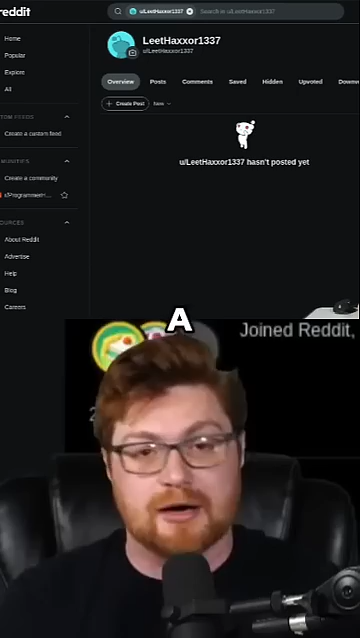 reddit
u/LeetHaxxor1337 Search in u/LeetHaxxor1337
Home
Popular
Explore
All
LeetHaxxor1337
u/LeetHaxxor1337
Overview Posts Comments Saved Hidden Upvoted
Create Post New
u/LeetHaxxor1337 hasn't posted yet
Create a custom feed
Create a community
About Reddit
Advertise
Help
Blog
Careers
A
Joined Reddit,